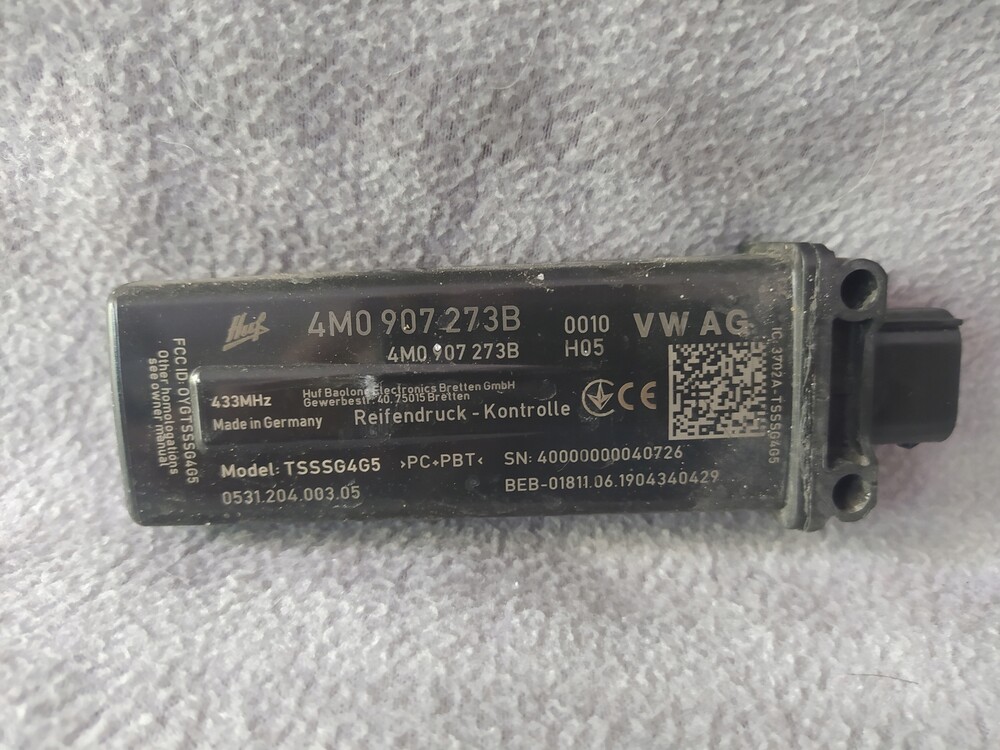 Huf
4M0 907 273B
4M0 907 273B
0010
H05
VW AG
433MHz
Made in Germany
Huf Baolong Electronics Bretten GmbH
Gewerbestr. 40, 75015 Bretten
Reifendruck - Kontrolle
CE
Model: TSSSG4G5 >PC+PBT<
SN: 40000000040726
0531.204.003.05
BEB-01811.06.1904340429
FCC ID: OYGTSSSG4G5
Other homologations
see owner manual
IC: 3702A-TSSSG4G5